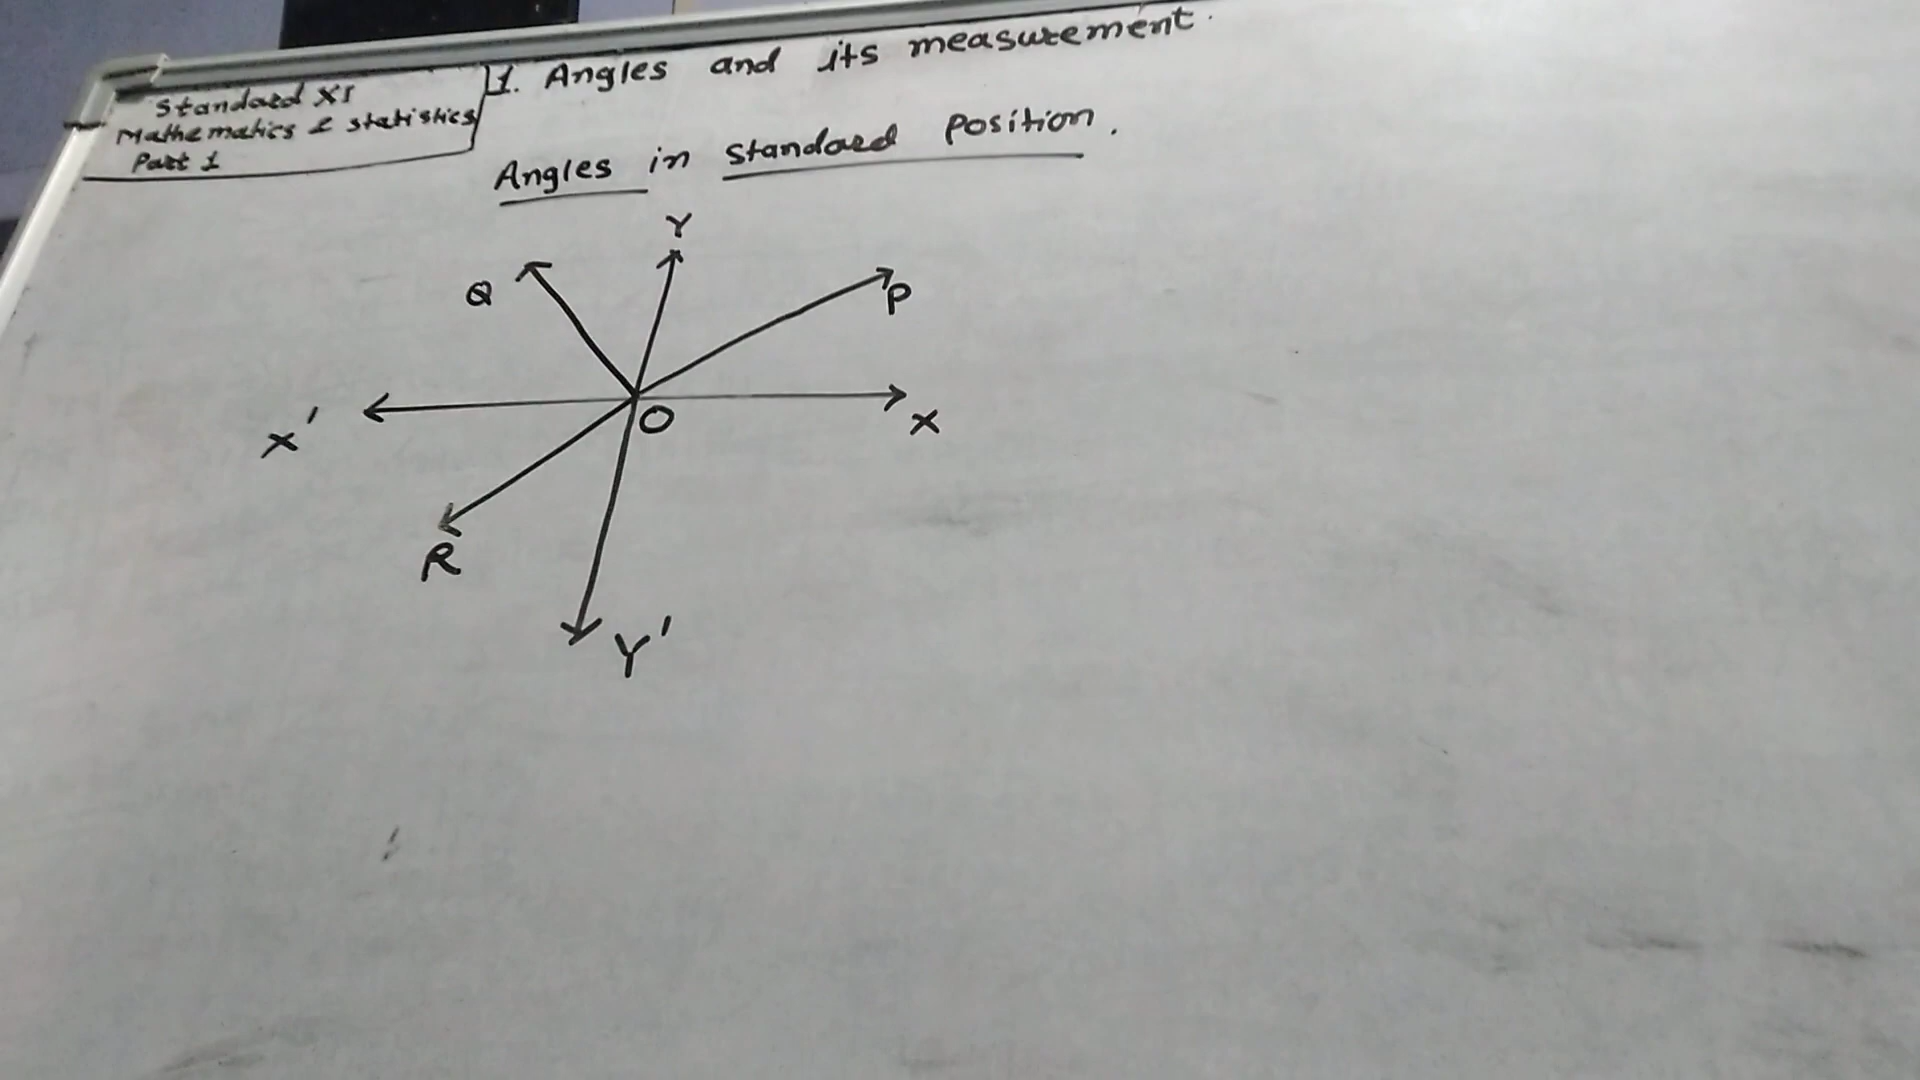 Standard XI
Mathematics & statistics
Part 1
1. Angles and its measurement.
Angles in standard position.
Y
Q
P
X'
O
X
R
Y'